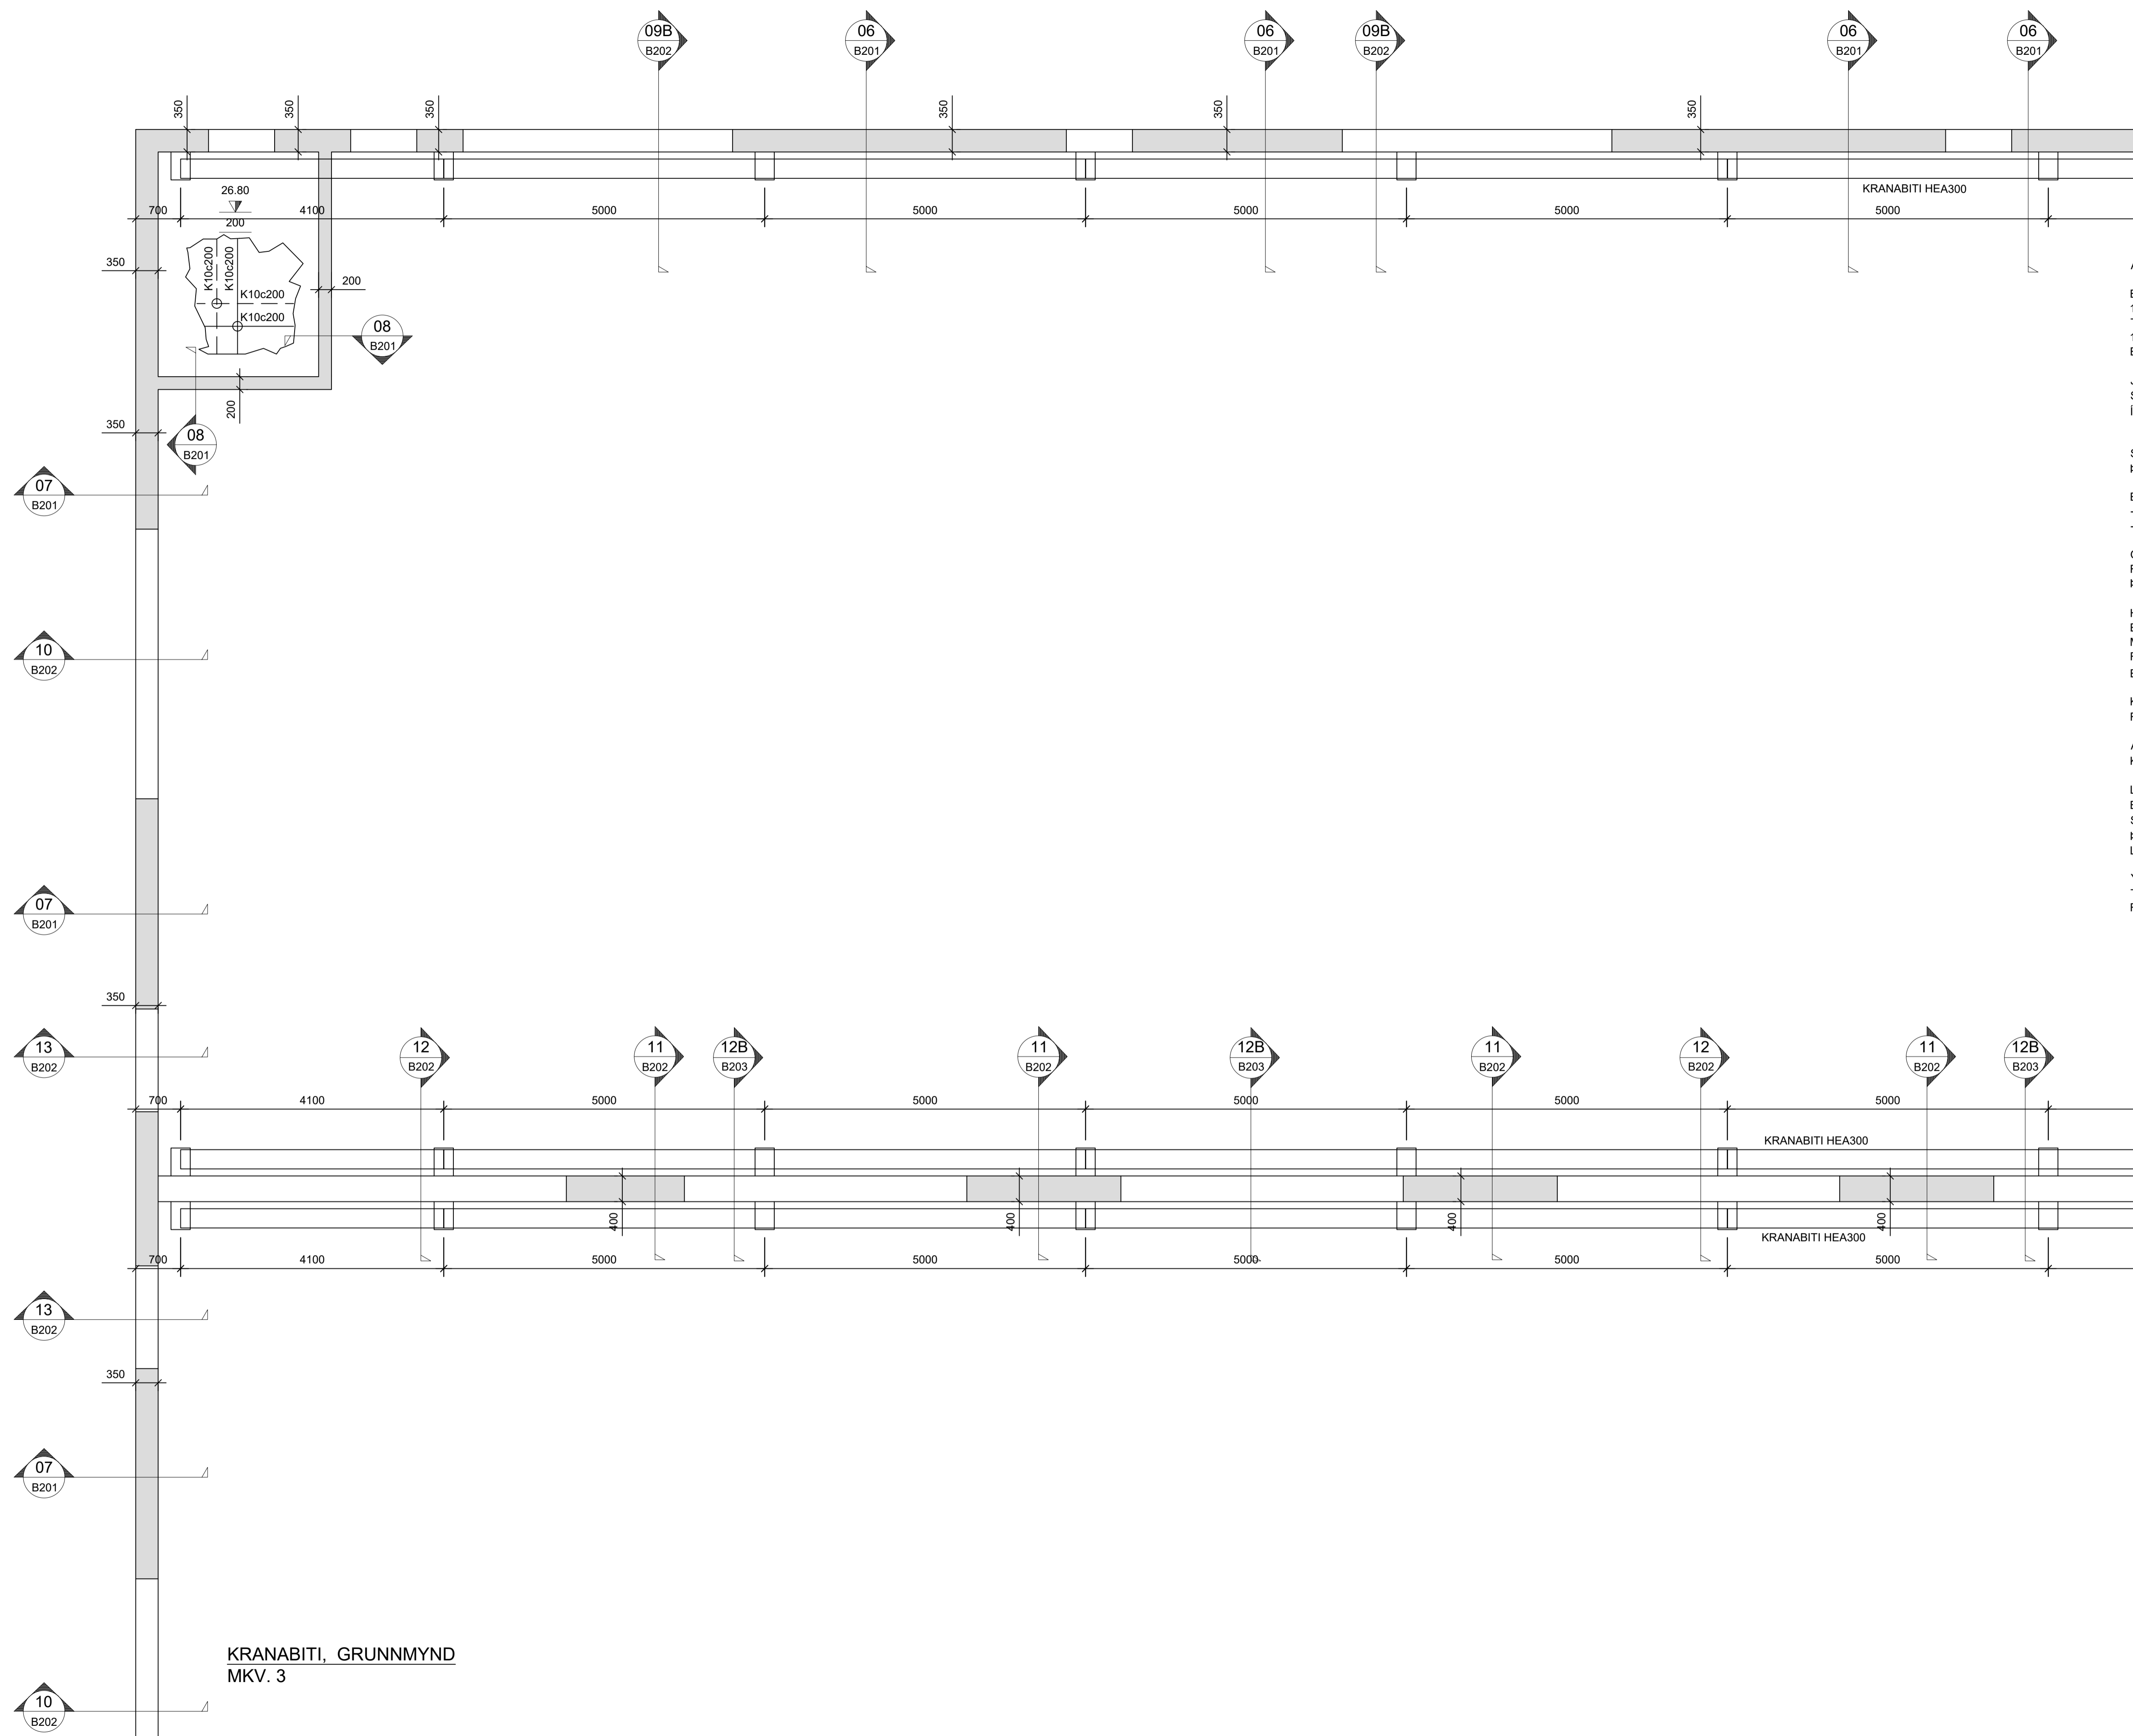 09B
B202
06
B201
06
B201
09B
B202
06
B201
06
B201
350
350
350
350
350
350
KRANABITI HEA300
700
4100
5000
5000
5000
5000
5000
26.80
200
350
K10c200
K10c200
K10c200
K10c200
200
08
B201
200
350
08
B201
07
B201
10
B202
07
B201
350
13
B202
12
B202
11
B202
12B
B203
11
B202
12B
B203
11
B202
12
B202
11
B202
12B
B203
700
4100
5000
5000
5000
5000
5000
KRANABITI HEA300
400
400
400
400
KRANABITI HEA300
700
4100
5000
5000
5000
5000
5000
13
B202
350
07
B201
KRANABITI, GRUNNMYND
MKV. 3
10
B202